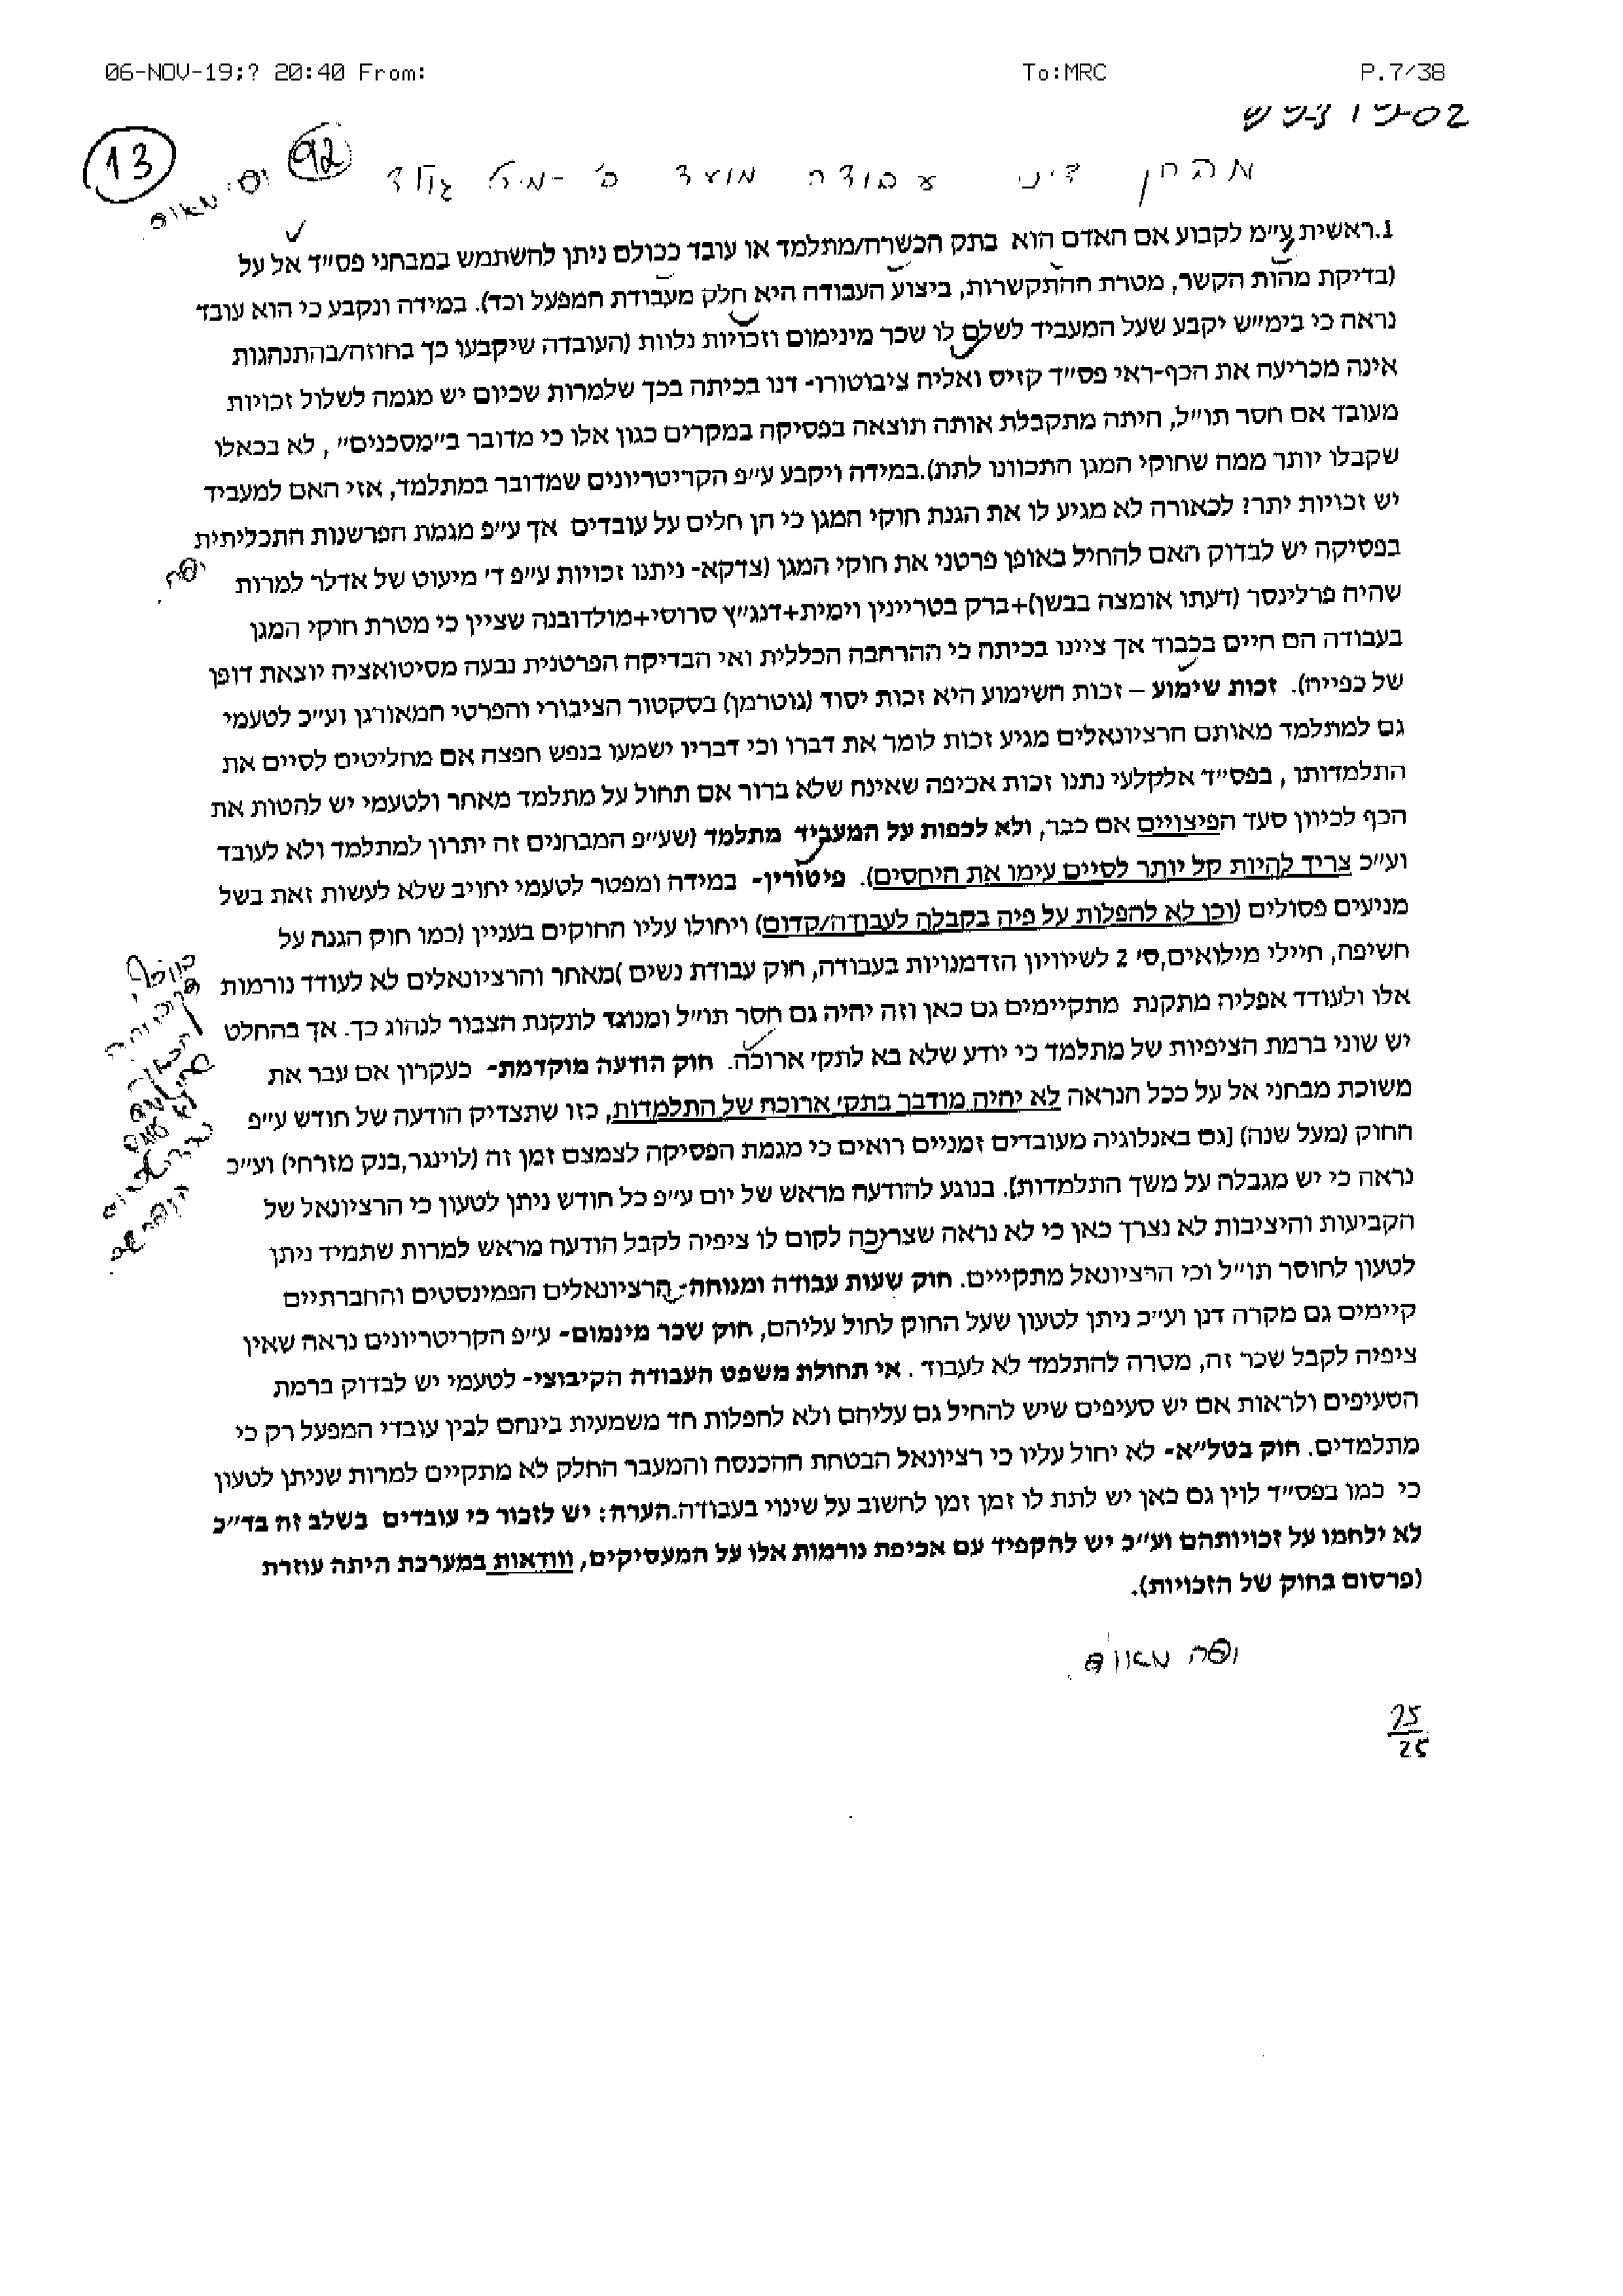 06-NOV-19;? 20:40 From: To:MRC P.7/38
13
92
מבחן דיני עבודה מועד ב'
1.ראשית ע"מ לקבוע אם האדם הוא בתק הכשרה/מתלמד או עובד ככולם ניתן להשתמש במבחני פס"ד אל על
(בדיקת מהות הקשר, מטרת ההתקשרות, ביצוע העבודה היא חלק מעבודת המפעל וכד). במידה ונקבע כי הוא עובד
נראה כי בימ"ש יקבע שעל המעביד לשלם לו שכר מינימום וזכויות נלוות (העובדה שיקבעו כך בחוזה/בהתנהגות
אינה מכריעה את הכף-ראי פס"ד קזיס ואליה ציבוטורו- דנו בכיתה בכך שלמרות שכיום יש מגמה לשלול זכויות
מעובד אם חסר תו"ל, היתה מתקבלת אותה תוצאה בפסיקה במקרים כגון אלו כי מדובר ב"מסכנים" , לא בכאלו
שקבלו יותר ממה שחוקי המגן התכוונו לתת).במידה ויקבע ע"פ הקריטריונים שמדובר במתלמד, אזי האם למעביד
יש זכויות יתר? לכאורה לא מגיע לו את הגנת חוקי המגן כי הן חלים על עובדים אך ע"פ מגמת הפרשנות התכליתית
בפסיקה יש לבדוק האם להחיל באופן פרטני את חוקי המגן (צדקא- ניתנו זכויות ע"פ ד' מיעוט של אדלר למרות
יפה.
שהיה פרלינסר (דעתו אומצה בבשן)+ברק בטריינין וימית+דנג"ץ סרוסי+מולדובנה שציין כי מטרת חוקי המגן
בעבודה הם חיים בכבוד אך ציינו בכיתה כי ההרחבה הכללית ואי הבדיקה הפרטנית נבעה מסיטואציה יוצאת דופן
של כפייה). זכות שימוע – זכות השימוע היא זכות יסוד (גוטרמן) בסקטור הציבורי והפרטי המאורגן וע"כ לטעמי
גם למתלמד מאותם הרציונאלים מגיע זכות לומר את דברו וכי דבריו ישמעו בנפש חפצה אם מחליטים לסיים את
התלמדותו , בפס"ד אלקלעי נתנו זכות אכיפה שאינה שלא ברור אם תחול על מתלמד מאחר ולטעמי יש להטות את
הכף לכיוון סעד הפיצויים אם כבר, ולא לכפות על המעביד מתלמד (שע"פ המבחנים זה יתרון למתלמד ולא לעובד
וע"כ צריך להיות קל יותר לסיים עימו את היחסים). פיטורין- במידה ומפטר לטעמי יחויב שלא לעשות זאת בשל
מניעים פסולים (וכן לא להפלות על פיה בקבלה לעבודה/קדום) ויחולו עליו החוקים בעניין (כמו חוק הגנה על
חשיפה, חיילי מילואים,ס' 2 לשיוויון הזדמנויות בעבודה, חוק עבודת נשים )מאחר והרציונאלים לא לעודד נורמות
אלו ולעודד אפליה מתקנת מתקיימים גם כאן וזה יהיה גם חסר תו"ל ומנוגד לתקנת הצבור לנהוג כך. אך בהחלט
יש שוני ברמת הציפיות של מתלמד כי יודע שלא בא לתק' ארוכה. חוק הודעה מוקדמת- כעקרון אם עבר את
משוכת מבחני אל על ככל הנראה לא יהיה מודבך בתק' ארוכה של התלמדות, כזו שתצדיק הודעה של חודש ע"פ
החוק (מעל שנה) [גם באנלוגיה מעובדים זמניים רואים כי מגמת הפסיקה לצמצם זמן זה (לוינגר,בנק מזרחי) וע"כ
נראה כי יש מגבלה על משך התלמדות]. בנוגע להודעה מראש של יום ע"פ כל חודש ניתן לטעון כי הרציונאל של
הקביעות והיציבות לא נצרך כאן כי לא נראה שצריכה לקום לו ציפיה לקבל הודעה מראש למרות שתמיד ניתן
לטעון לחוסר תו"ל וכי הרציונאל מתקיים. חוק שעות עבודה ומנוחה- הרציונאלים הפמינסטים והחברתיים
קיימים גם מקרה דנן וע"כ ניתן לטעון שעל החוק לחול עליהם, חוק שכר מינמום- ע"פ הקריטריונים נראה שאין
ציפיה לקבל שכר זה, מטרה להתלמד לא לעבוד . אי תחולת משפט העבודה הקיבוצי- לטעמי יש לבדוק ברמת
הסעיפים ולראות אם יש סעיפים שיש להחיל גם עליהם ולא להפלות חד משמעית בינהם לבין עובדי המפעל רק כי
מתלמדים. חוק בטל"א- לא יחול עליו כי רציונאל הבטחת ההכנסה והמעבר החלק לא מתקיים למרות שניתן לטעון
כי כמו בפס"ד לוין גם כאן יש לתת לו זמן זמן לחשוב על שינוי בעבודה.הערה: יש לזכור כי עובדים בשלב זה בד"כ
לא ילחמו על זכויותהם וע"כ יש להקפיד עם אכיפת נורמות אלו על המעסיקים, וודאות במערכת היתה עוזרת
(פרסום בחוק של הזכויות).
יפה מאוד.
25
25